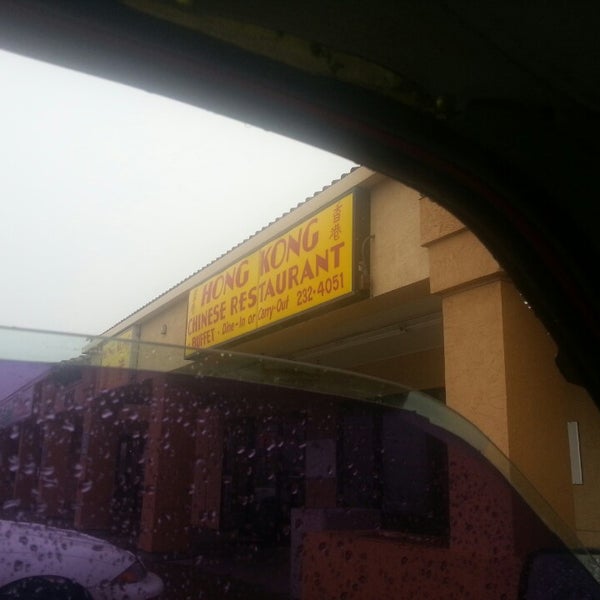 HONG KONG 香港
CHINESE RESTAURANT
BUFFET • Dine-In or Carry-Out 232-4051